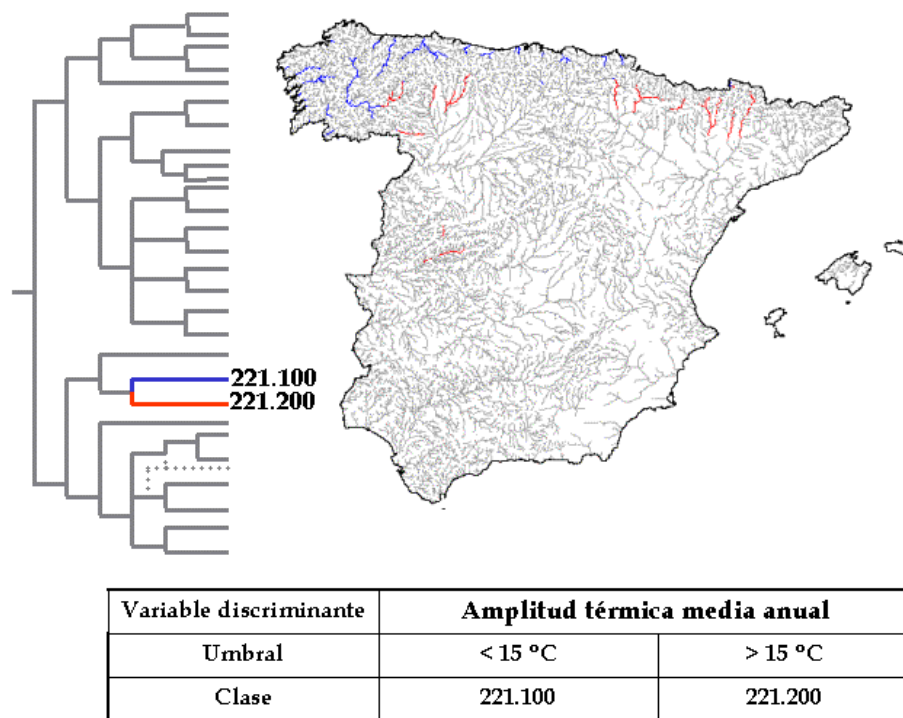 221.100
221.200
Variable discriminante Amplitud térmica media anual
Umbral < 15 °C > 15 °C
Clase 221.100 221.200